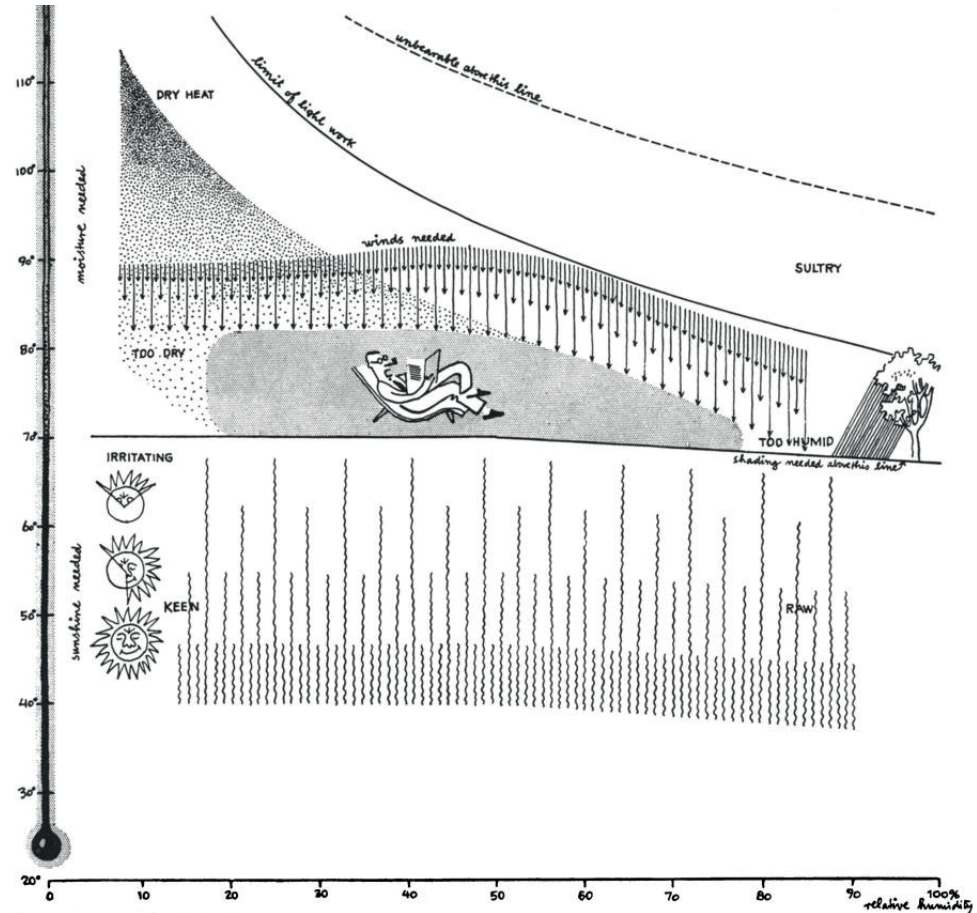 unbearable above this line
limit of light work
110°
DRY HEAT
100°
moisture needed
winds needed
90°
SULTRY
80°
TOO DRY
70°
TOO HUMID
shading needed above this line
IRRITATING
60°
sunshine needed
KEEN
RAW
50°
40°
30°
20°
0 10 20 30 40 50 60 70 80 90 100%
relative humidity